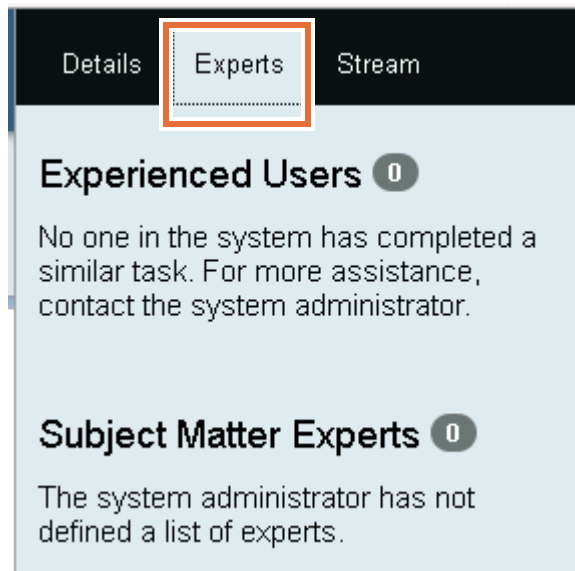 Details Experts Stream
Experienced Users 0
No one in the system has completed a
similar task. For more assistance,
contact the system administrator.
Subject Matter Experts 0
The system administrator has not
defined a list of experts.